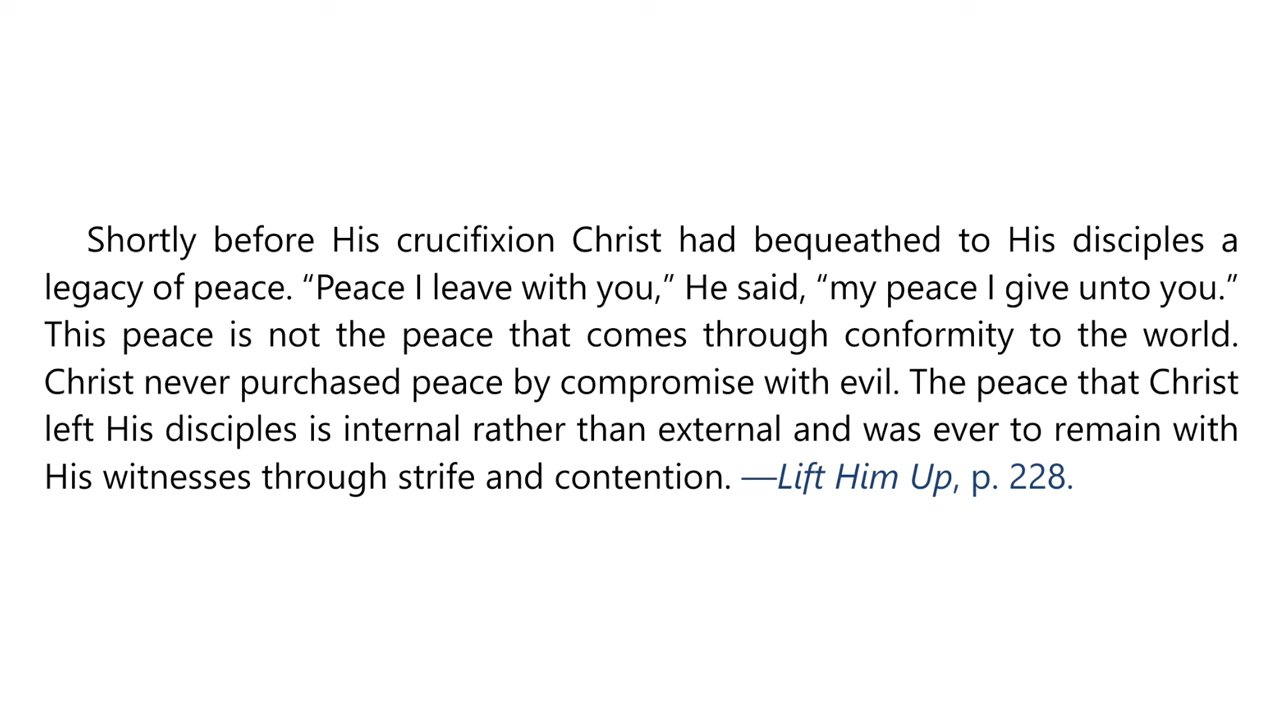 Shortly before His crucifixion Christ had bequeathed to His disciples a
legacy of peace. “Peace I leave with you,” He said, “my peace I give unto you.”
This peace is not the peace that comes through conformity to the world.
Christ never purchased peace by compromise with evil. The peace that Christ
left His disciples is internal rather than external and was ever to remain with
His witnesses through strife and contention. —Lift Him Up, p. 228.